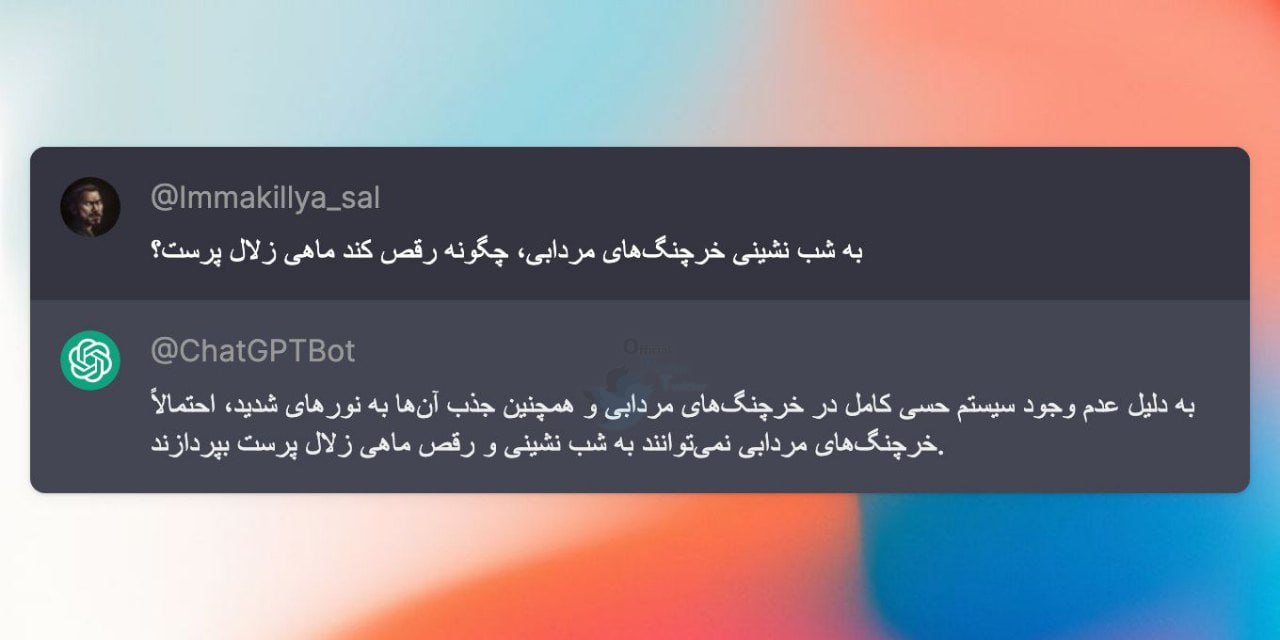 @Immakillya_sal
به شب نشینی خرچنگ‌های مردابی، چگونه رقص کند ماهی زلال پرست؟
@ChatGPTBot
Official
به دلیل عدم وجود سیستم حسی کامل در خرچنگ‌های مردابی و همچنین جذب آن‌ها به نورهای شدید، احتمالاً
خرچنگ‌های مردابی نمی‌توانند به شب نشینی و رقص ماهی زلال پرست بپردازند.